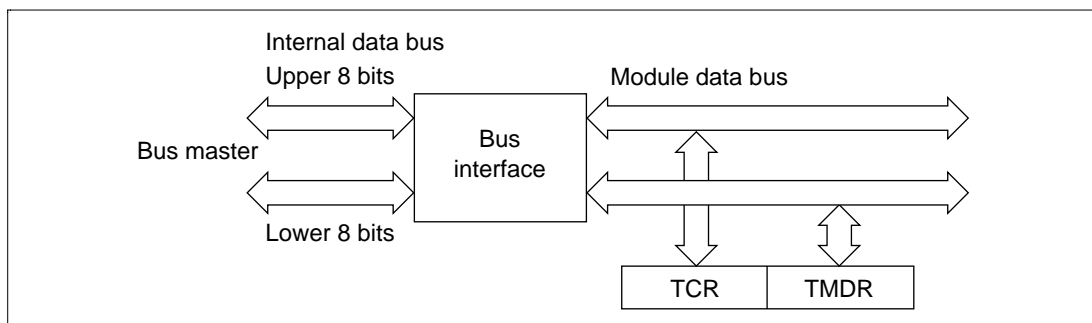 Internal data bus
Upper 8 bits
Module data bus
Bus master
Bus
interface
Lower 8 bits
TCR
TMDR